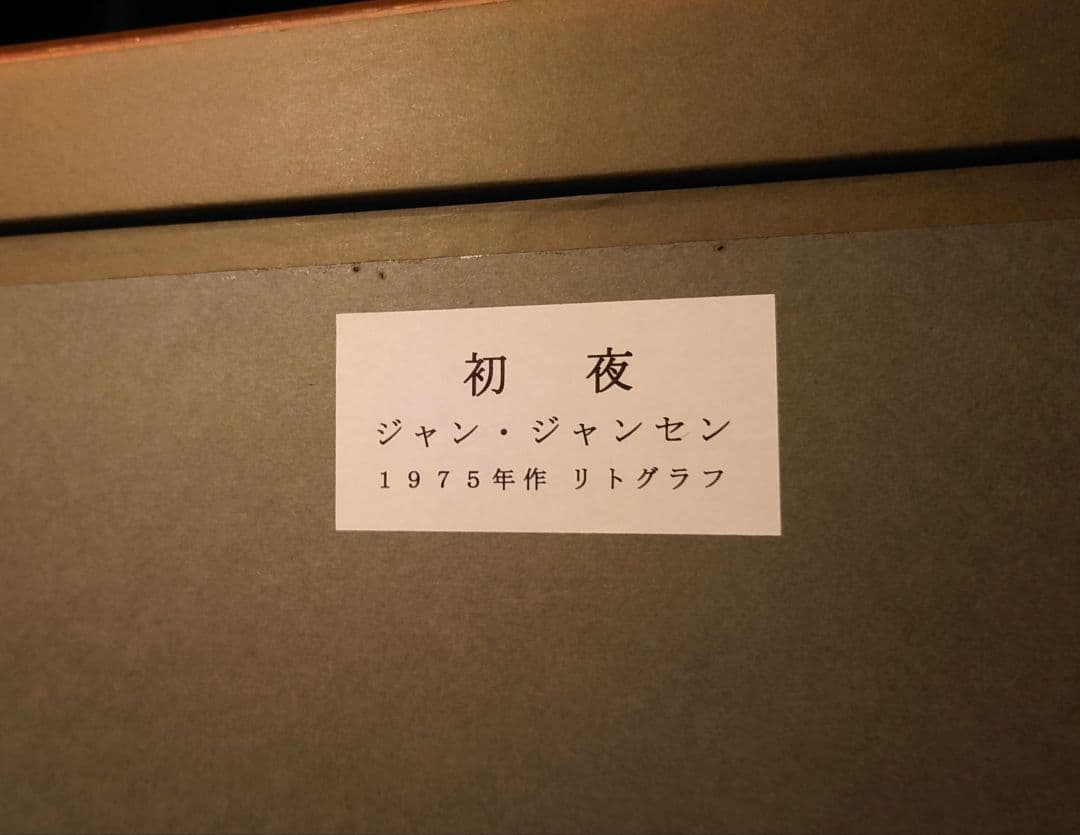 初　夜
ジャン・ジャンセン
１９７５年作 リトグラフ